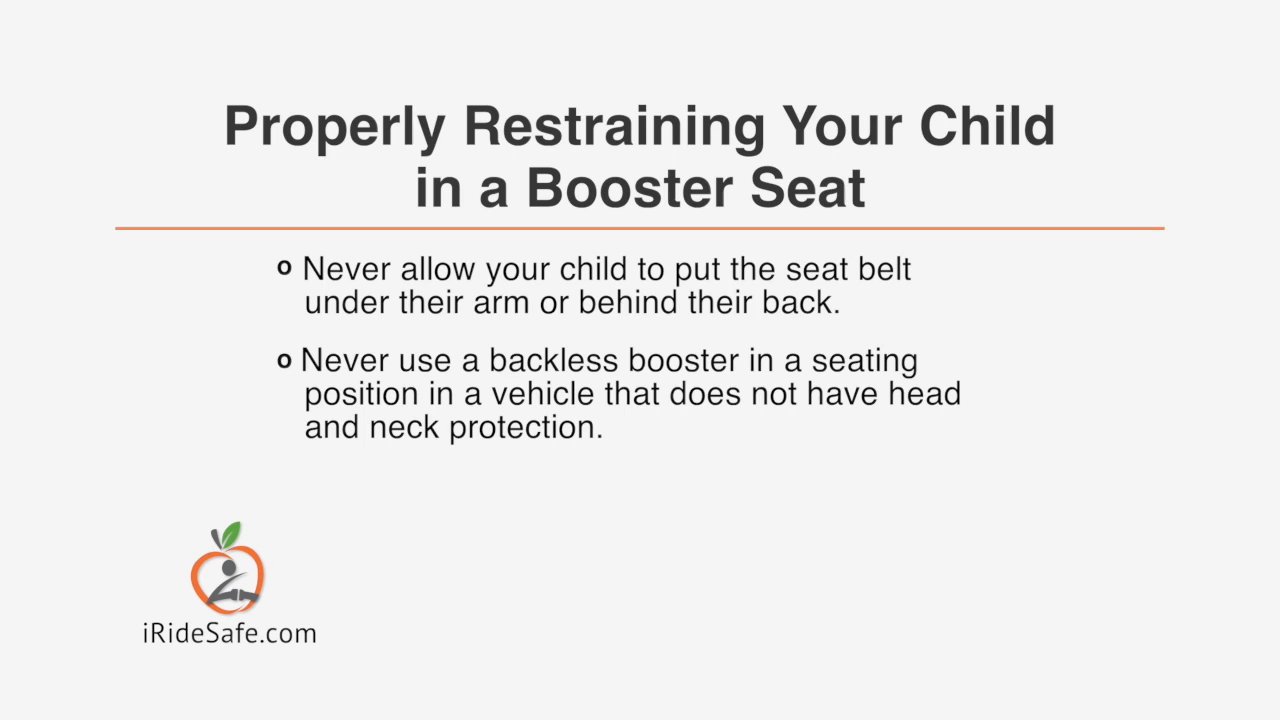 Properly Restraining Your Child
in a Booster Seat
o Never allow your child to put the seat belt
under their arm or behind their back.
o Never use a backless booster in a seating
position in a vehicle that does not have head
and neck protection.
iRideSafe.com